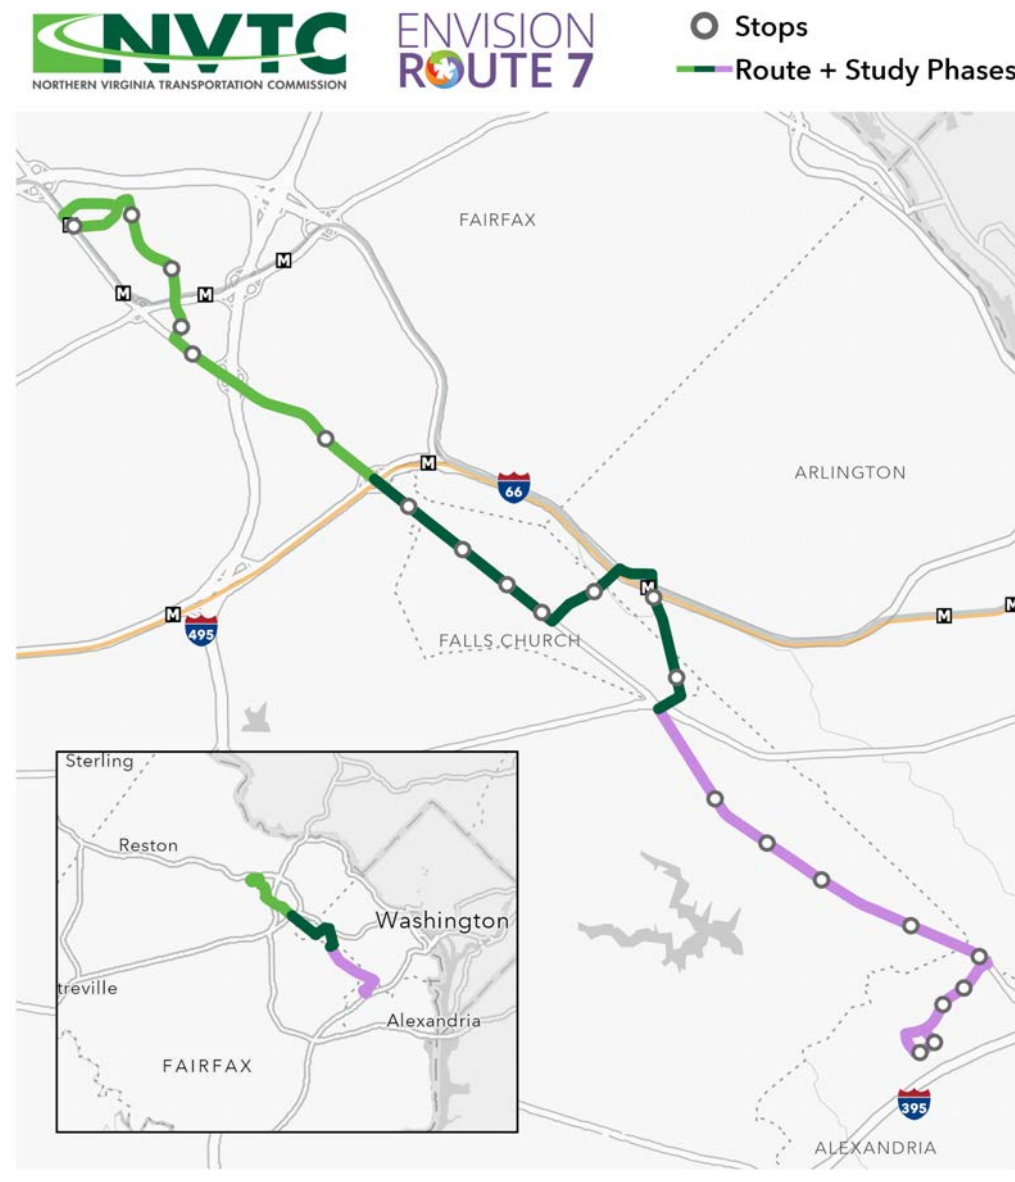 NVTC
NORTHERN VIRGINIA TRANSPORTATION COMMISSION
ENVISION
ROUTE 7
Stops
Route + Study Phases
FAIRFAX
M
M
M
ARLINGTON
M
66
M
M
M
M
495
FALLS CHURCH
Sterling
Reston
Washington
treville
Alexandria
FAIRFAX
395
ALEXANDRIA